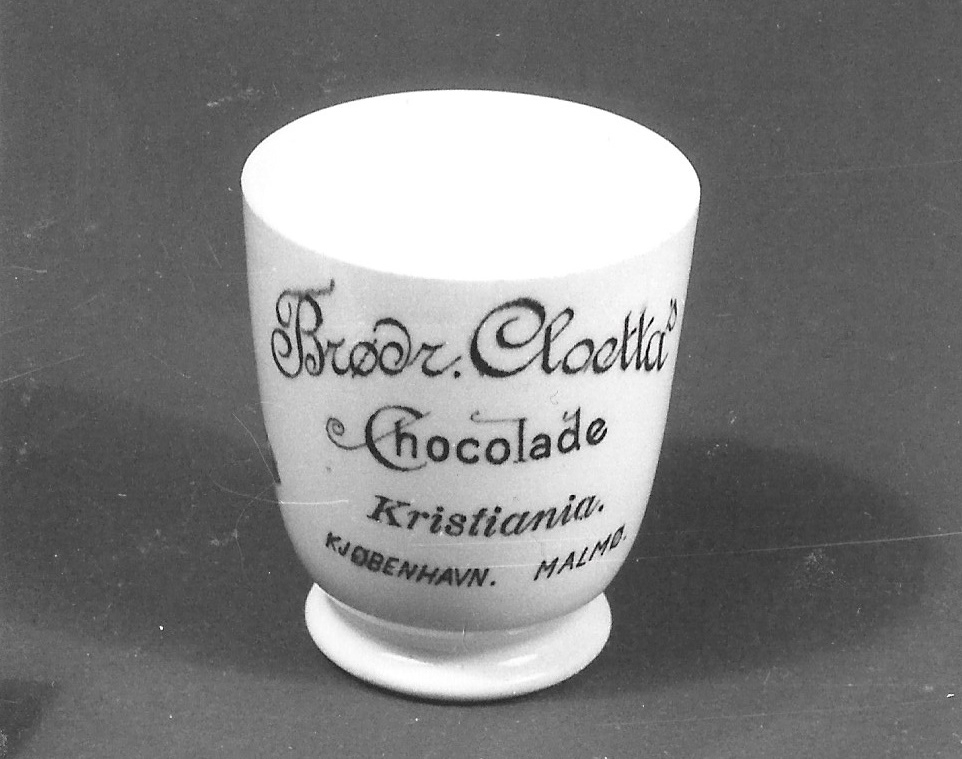 Brødr. Cloetta's
Chocolade
Kristiania.
KJØBENHAVN. MALMØ.